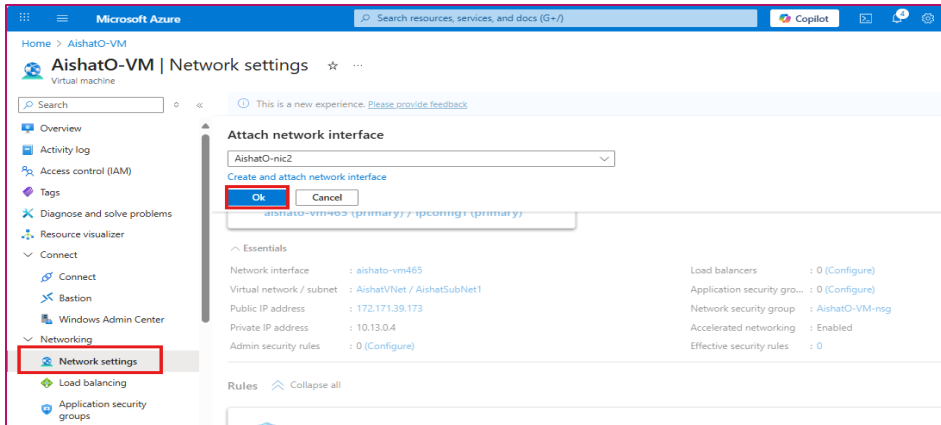 Microsoft Azure
Search resources, services, and docs (G+/)
Copilot
Home > AishatO-VM
AishatO-VM | Network settings
Virtual machine
Search
This is a new experience. Please provide feedback
Overview
Activity log
Access control (IAM)
Tags
Diagnose and solve problems
Resource visualizer
Connect
Connect
Bastion
Windows Admin Center
Networking
Network settings
Load balancing
Application security
groups
Attach network interface
AishatO-nic2
Create and attach network interface
Ok
Cancel
aishato-vm465 (primary) / ipconfig1 (primary)
Essentials
Network interface : aishato-vm465
Virtual network / subnet : AishatVNet / AishatSubNet1
Public IP address : 172.171.39.173
Private IP address : 10.13.0.4
Admin security rules : 0 (Configure)
Load balancers : 0 (Configure)
Application security gro... : 0 (Configure)
Network security group : AishatO-VM-nsg
Accelerated networking : Enabled
Effective security rules : 0
Rules Collapse all